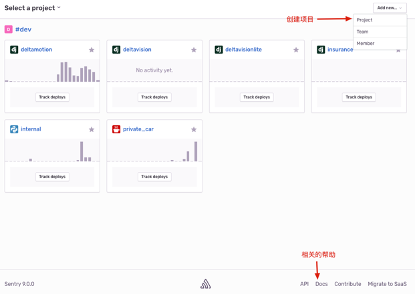 Select a project
Add new...
创建项目
Project
Team
Member
#dev
deltamotion
deltavision
deltavisionlite
insurance
No activity yet.
Track deploys
Track deploys
Track deploys
Track deploys
internal
private_car
Track deploys
Track deploys
相关的帮助
Sentry 9.0.0
API
Docs
Contribute
Migrate to SaaS